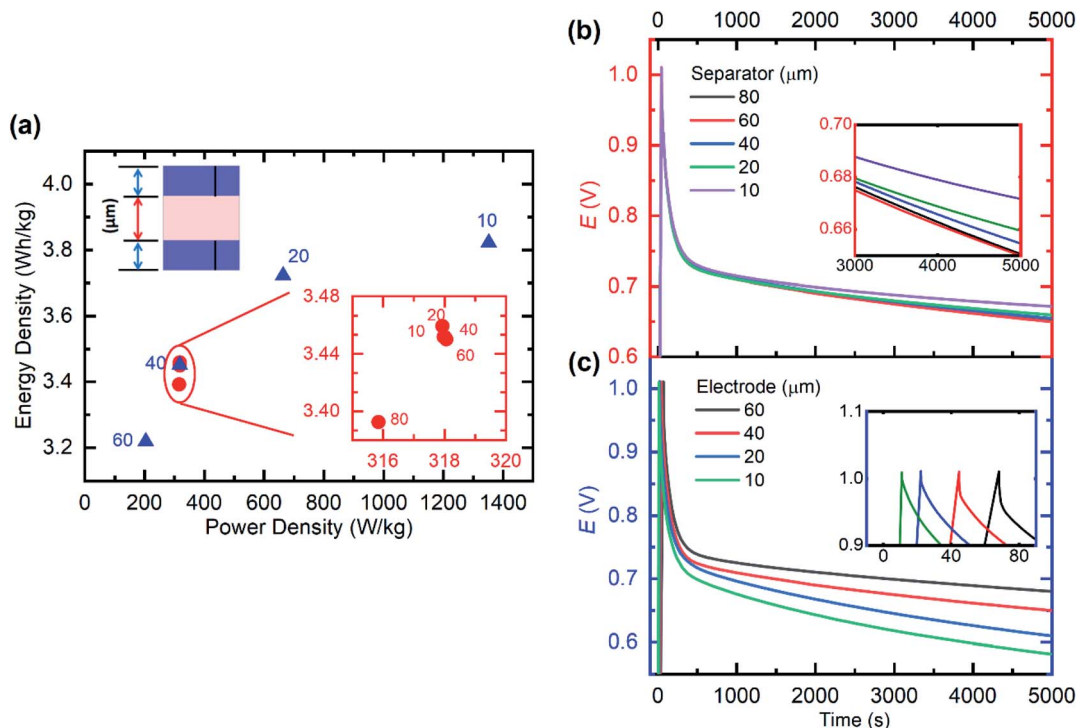 (a)
Energy Density (Wh/kg)
4.0
3.8
3.6
3.4
3.2
0 200 400 600 800 1000 1200 1400
Power Density (W/kg)
(μm)
10
20
40
60
3.48
3.44
3.40
316 318 320
20
10
40
60
80
(b)
0 1000 2000 3000 4000 5000
E (V)
1.0
0.9
0.8
0.7
0.6
Separator (μm)
80
60
40
20
10
0.70
0.68
0.66
3000 4000 5000
(c)
E (V)
1.0
0.9
0.8
0.7
0.6
Electrode (μm)
60
40
20
10
1.1
1.0
0.9
0 40 80
0 1000 2000 3000 4000 5000
Time (s)